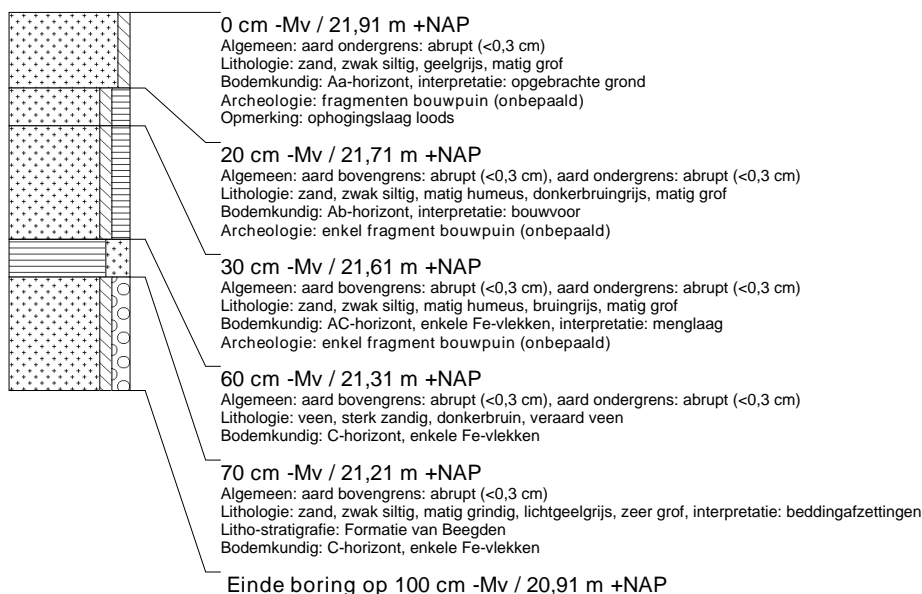 0 cm -Mv / 21,91 m +NAP
Algemeen: aard ondergrens: abrupt (<0,3 cm)
Lithologie: zand, zwak siltig, geelgrijs, matig grof
Bodemkundig: Aa-horizont, interpretatie: opgebrachte grond
Archeologie: fragmenten bouwpuin (onbepaald)
Opmerking: ophogingslaag loods
20 cm -Mv / 21,71 m +NAP
Algemeen: aard bovengrens: abrupt (<0,3 cm), aard ondergrens: abrupt (<0,3 cm)
Lithologie: zand, zwak siltig, matig humeus, donkerbruingrijs, matig grof
Bodemkundig: Ab-horizont, interpretatie: bouwvoor
Archeologie: enkel fragment bouwpuin (onbepaald)
30 cm -Mv / 21,61 m +NAP
Algemeen: aard bovengrens: abrupt (<0,3 cm), aard ondergrens: abrupt (<0,3 cm)
Lithologie: zand, zwak siltig, matig humeus, bruingrijs, matig grof
Bodemkundig: AC-horizont, enkele Fe-vlekken, interpretatie: menglaag
Archeologie: enkel fragment bouwpuin (onbepaald)
60 cm -Mv / 21,31 m +NAP
Algemeen: aard bovengrens: abrupt (<0,3 cm), aard ondergrens: abrupt (<0,3 cm)
Lithologie: veen, sterk zandig, donkerbruin, veraard veen
Bodemkundig: C-horizont, enkele Fe-vlekken
70 cm -Mv / 21,21 m +NAP
Algemeen: aard bovengrens: abrupt (<0,3 cm)
Lithologie: zand, zwak siltig, matig grindig, lichtgeelgrijs, zeer grof, interpretatie: beddingafzettingen
Litho-stratigrafie: Formatie van Beegden
Bodemkundig: C-horizont, enkele Fe-vlekken
Einde boring op 100 cm -Mv / 20,91 m +NAP